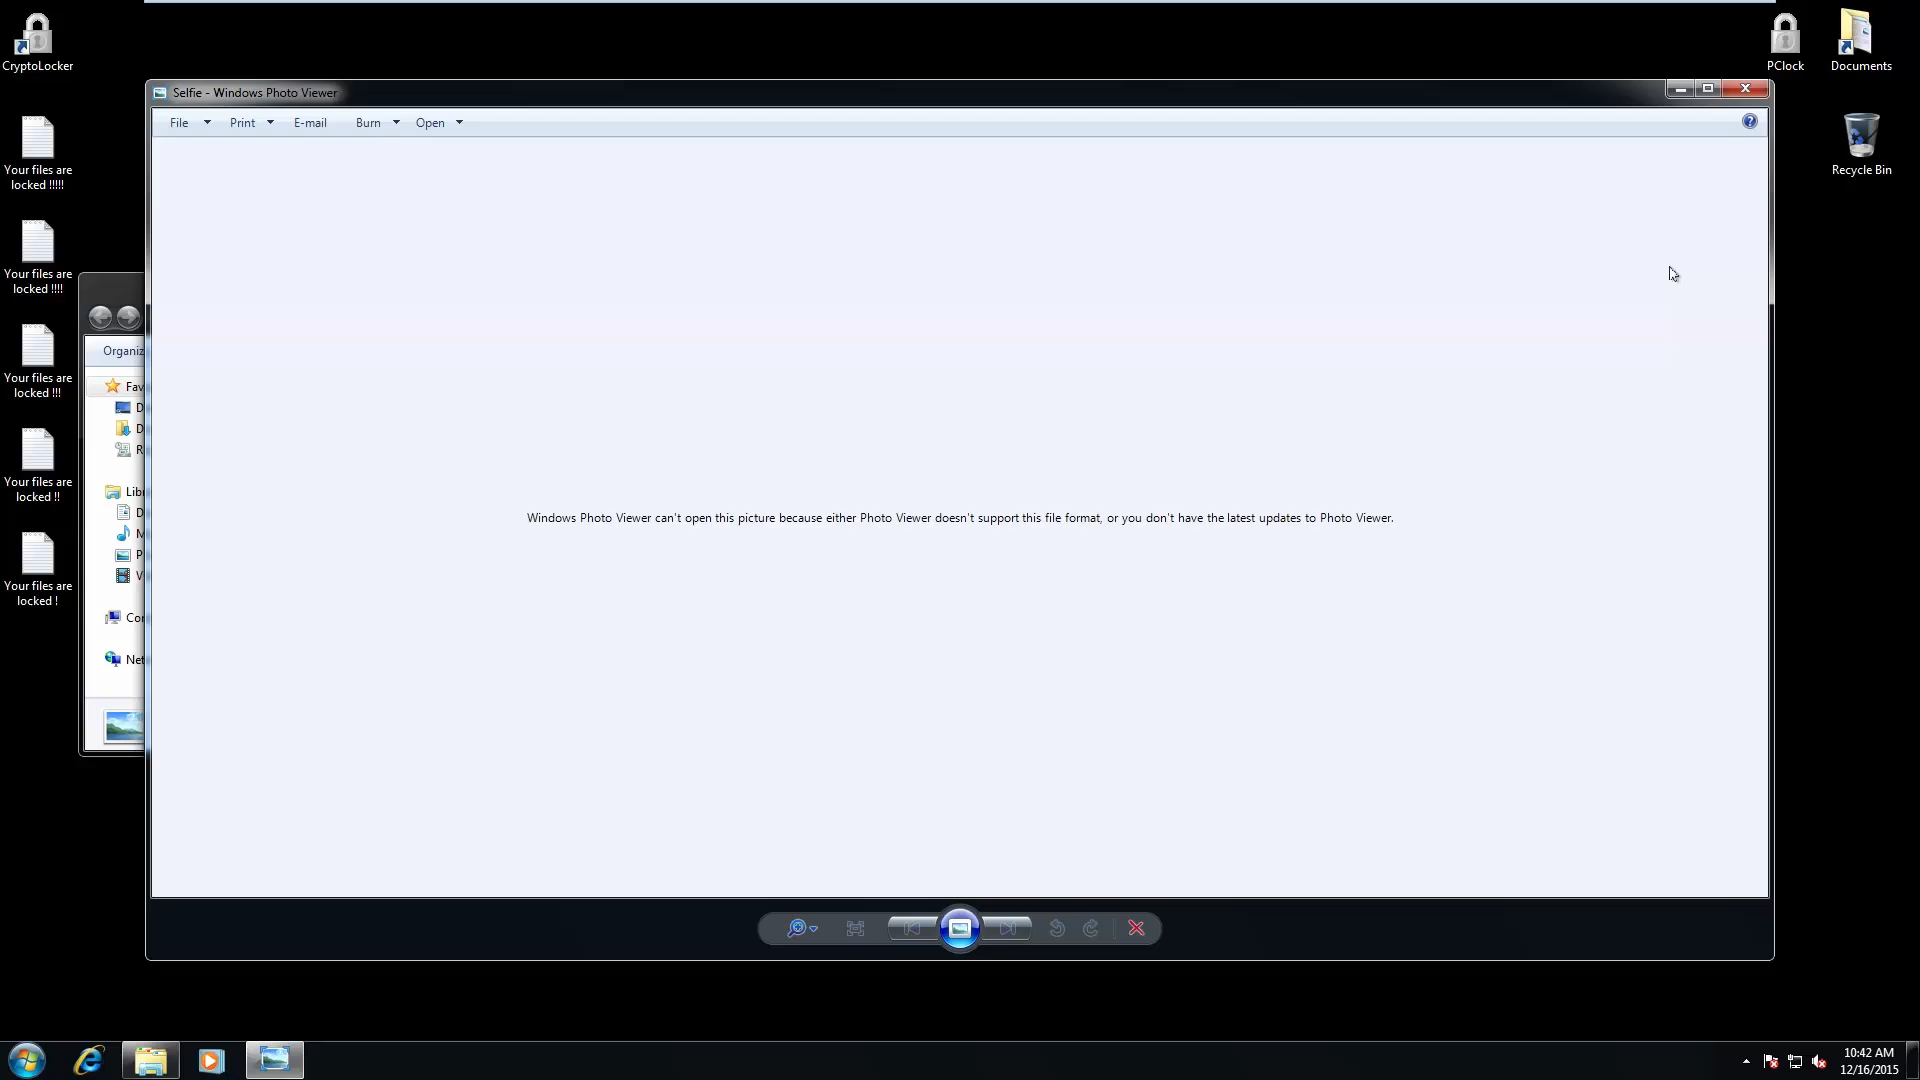 CryptoLocker
Your files are
locked !!!!!
Your files are
locked !!!!
Your files are
locked !!!
Your files are
locked !!
Your files are
locked !
PClock
Documents
Recycle Bin
Selfie - Windows Photo Viewer
File Print E-mail Burn Open
Organiz
Fav
D
D
R
Lib
D
M
P
V
Co
Net
Windows Photo Viewer can't open this picture because either Photo Viewer doesn't support this file format, or you don't have the latest updates to Photo Viewer.
10:42 AM
12/16/2015